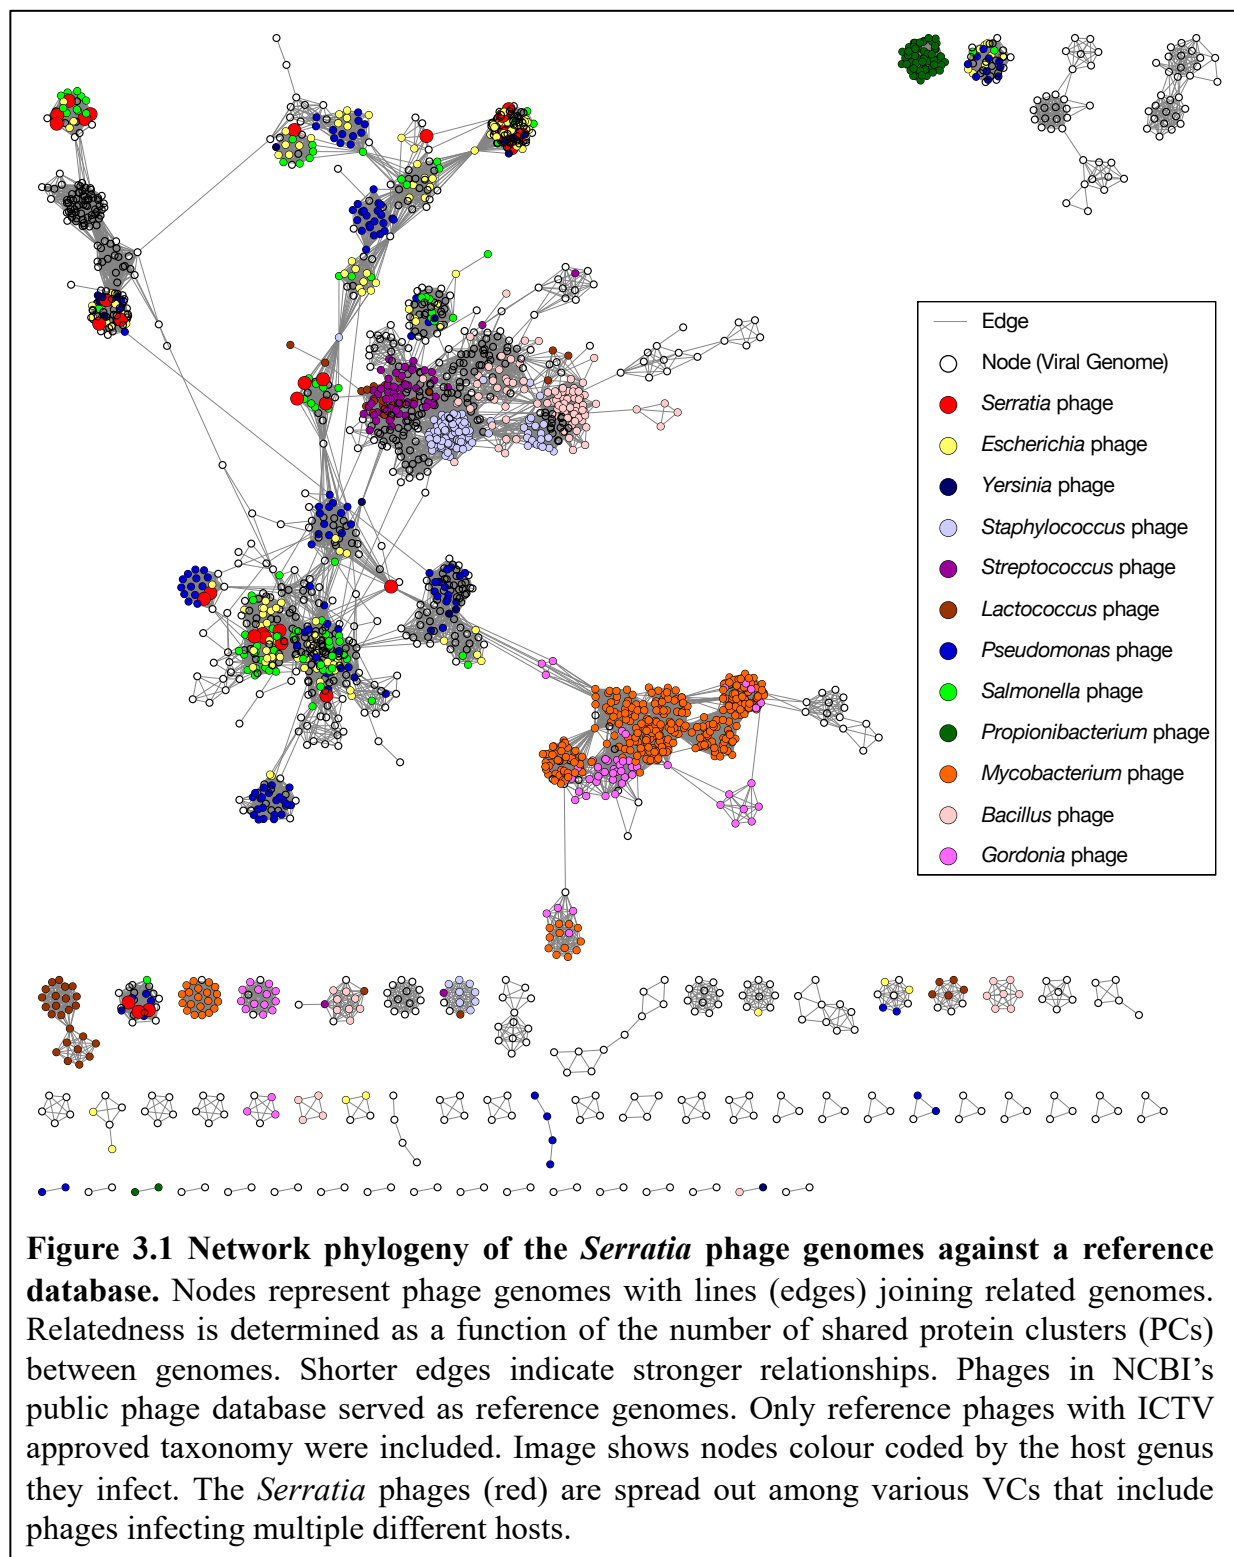 Edge
Node (Viral Genome)
Serratia phage
Escherichia phage
Yersinia phage
Staphylococcus phage
Streptococcus phage
Lactococcus phage
Pseudomonas phage
Salmonella phage
Propionibacterium phage
Mycobacterium phage
Bacillus phage
Gordonia phage
Figure 3.1 Network phylogeny of the Serratia phage genomes against a reference
database. Nodes represent phage genomes with lines (edges) joining related genomes.
Relatedness is determined as a function of the number of shared protein clusters (PCs)
between genomes. Shorter edges indicate stronger relationships. Phages in NCBI's
public phage database served as reference genomes. Only reference phages with ICTV
approved taxonomy were included. Image shows nodes colour coded by the host genus
they infect. The Serratia phages (red) are spread out among various VCs that include
phages infecting multiple different hosts.